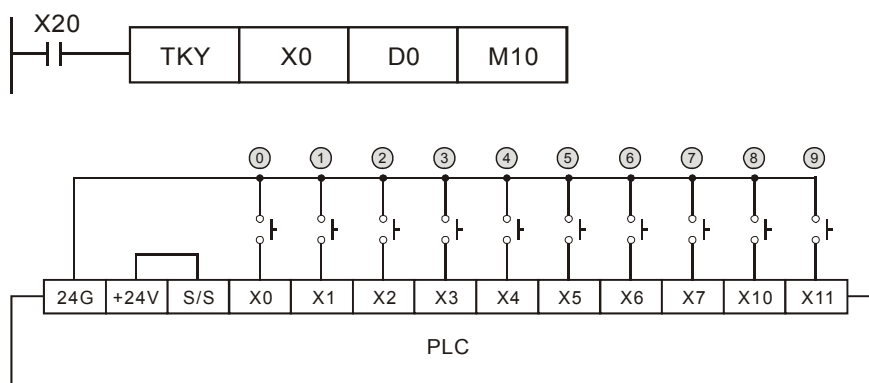 X20
TKY X0 D0 M10
0 1 2 3 4 5 6 7 8 9
24G +24V S/S X0 X1 X2 X3 X4 X5 X6 X7 X10 X11
PLC